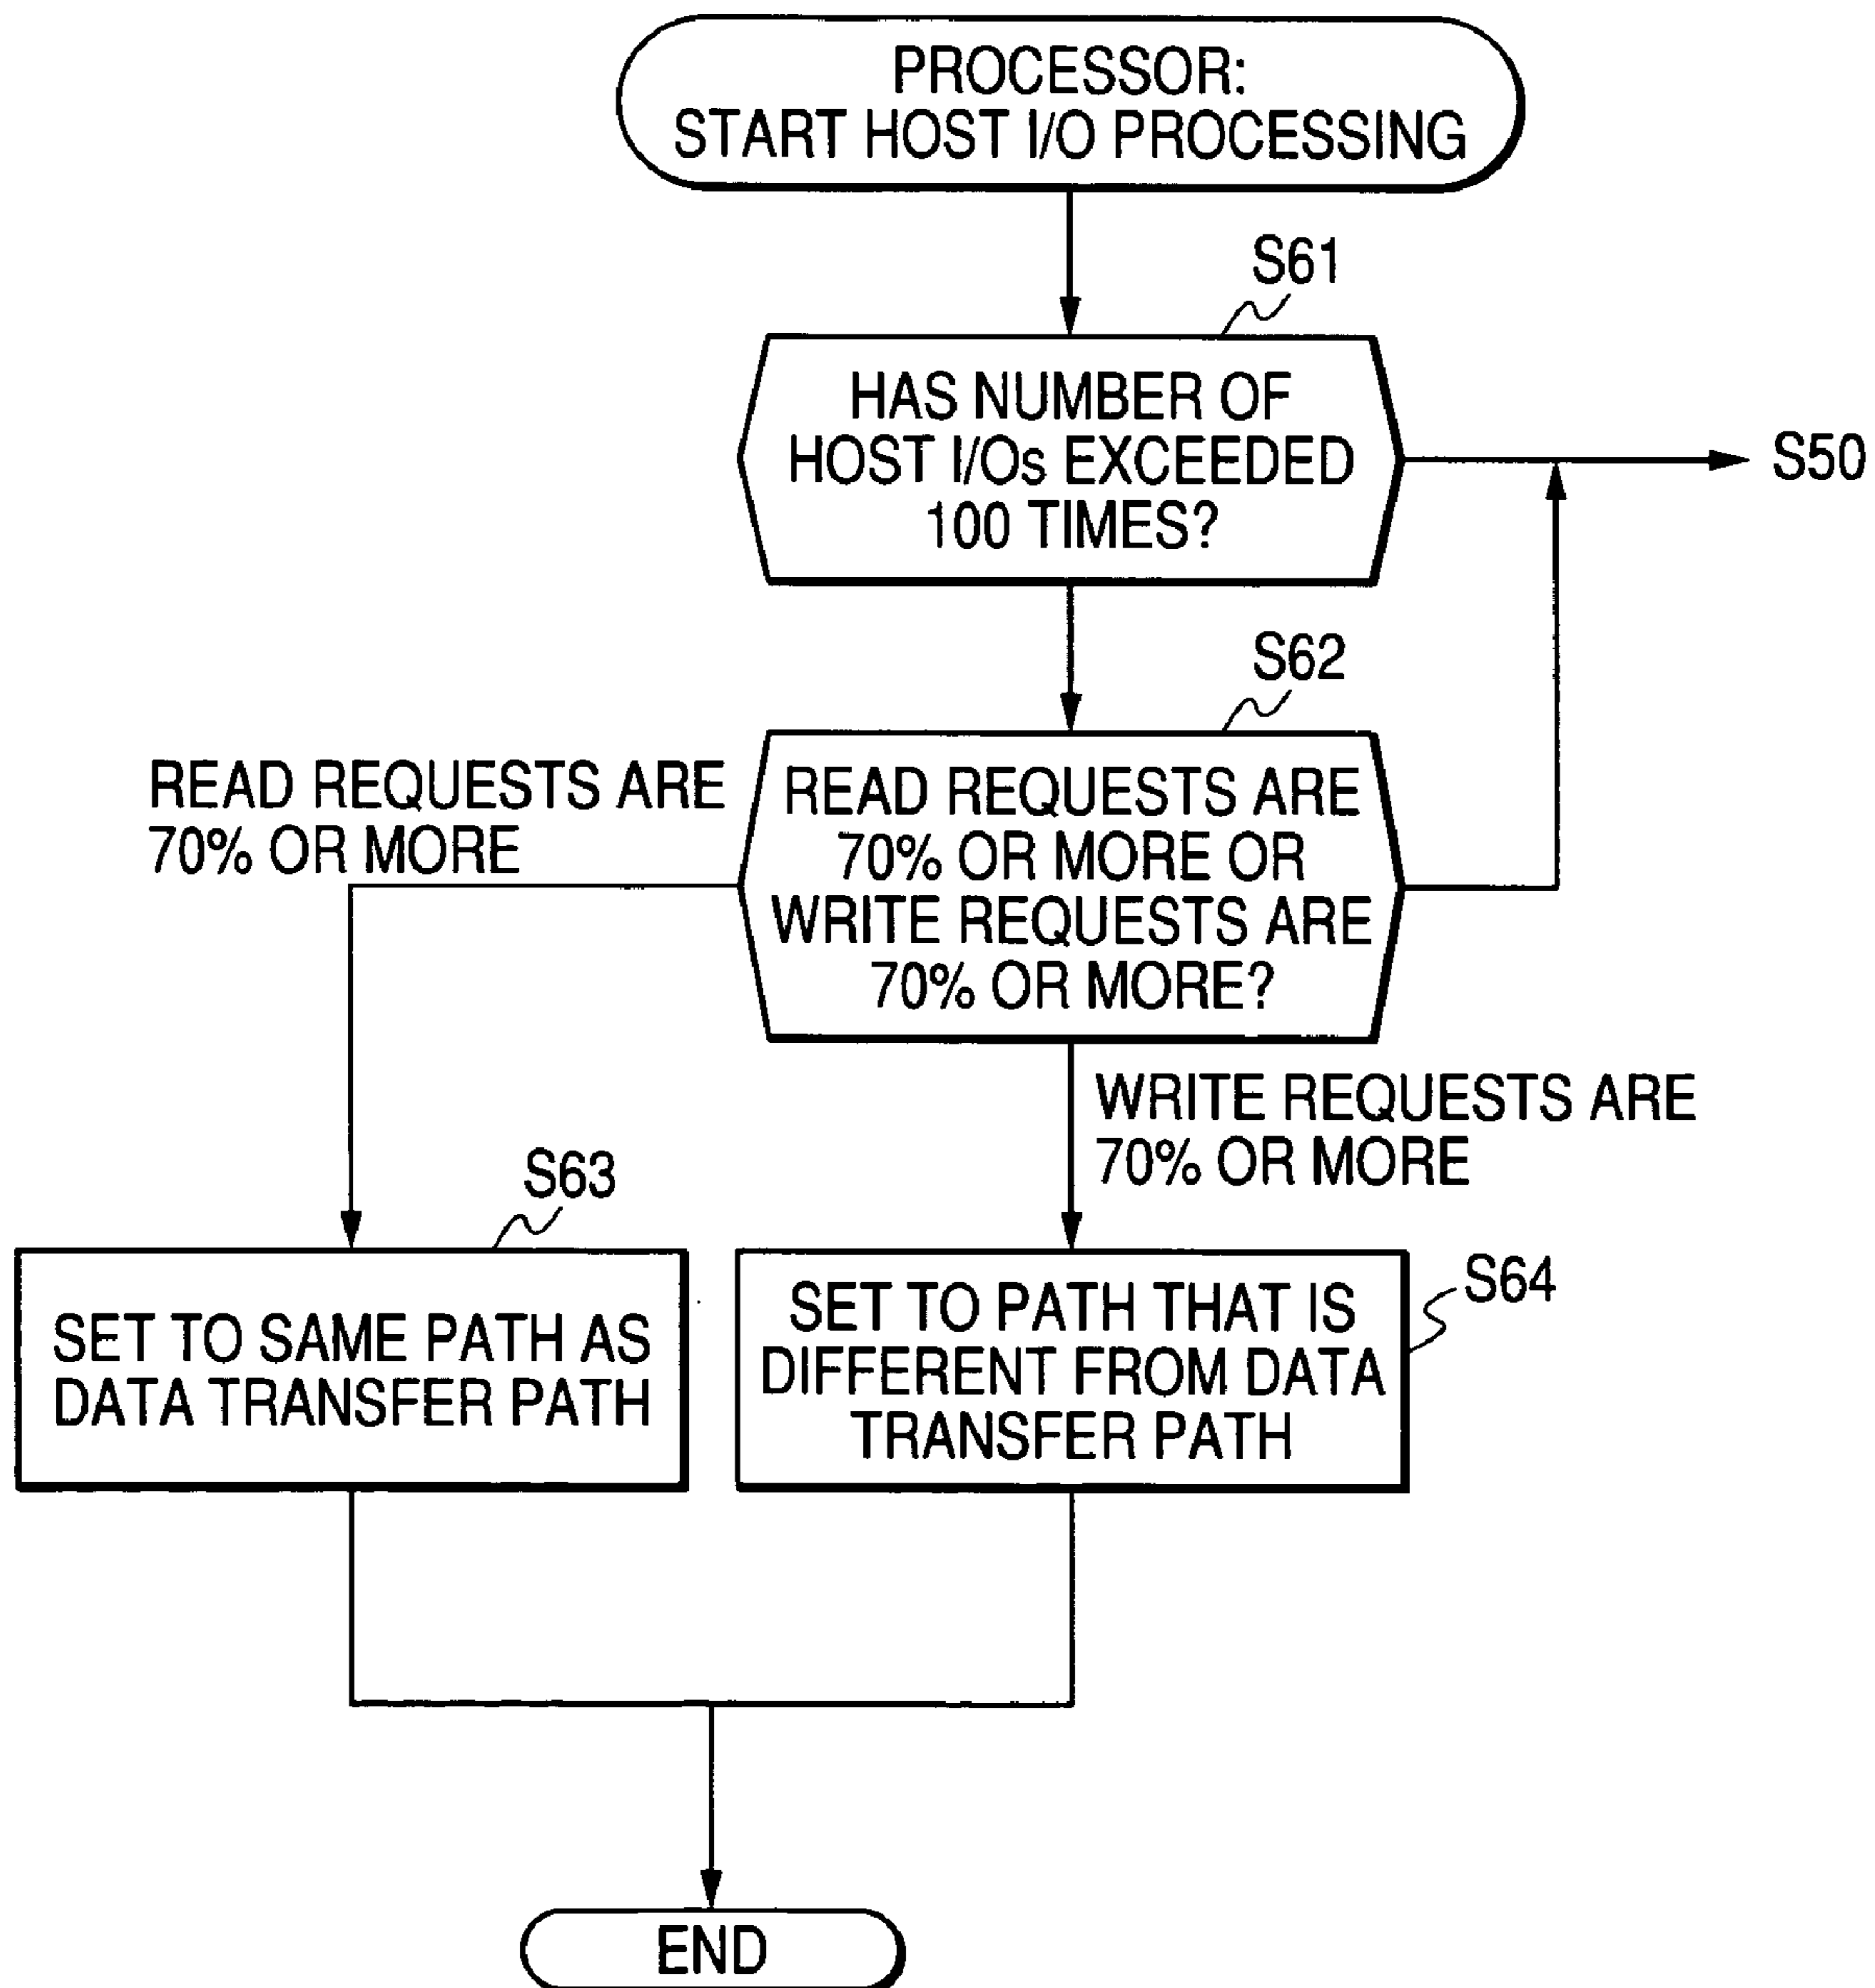 PROCESSOR:
START HOST I/O PROCESSING
S61
HAS NUMBER OF
HOST I/Os EXCEEDED
100 TIMES?
S50
S62
READ REQUESTS ARE
70% OR MORE
READ REQUESTS ARE
70% OR MORE OR
WRITE REQUESTS ARE
70% OR MORE?
WRITE REQUESTS ARE
70% OR MORE
S63
SET TO SAME PATH AS
DATA TRANSFER PATH
S64
SET TO PATH THAT IS
DIFFERENT FROM DATA
TRANSFER PATH
END